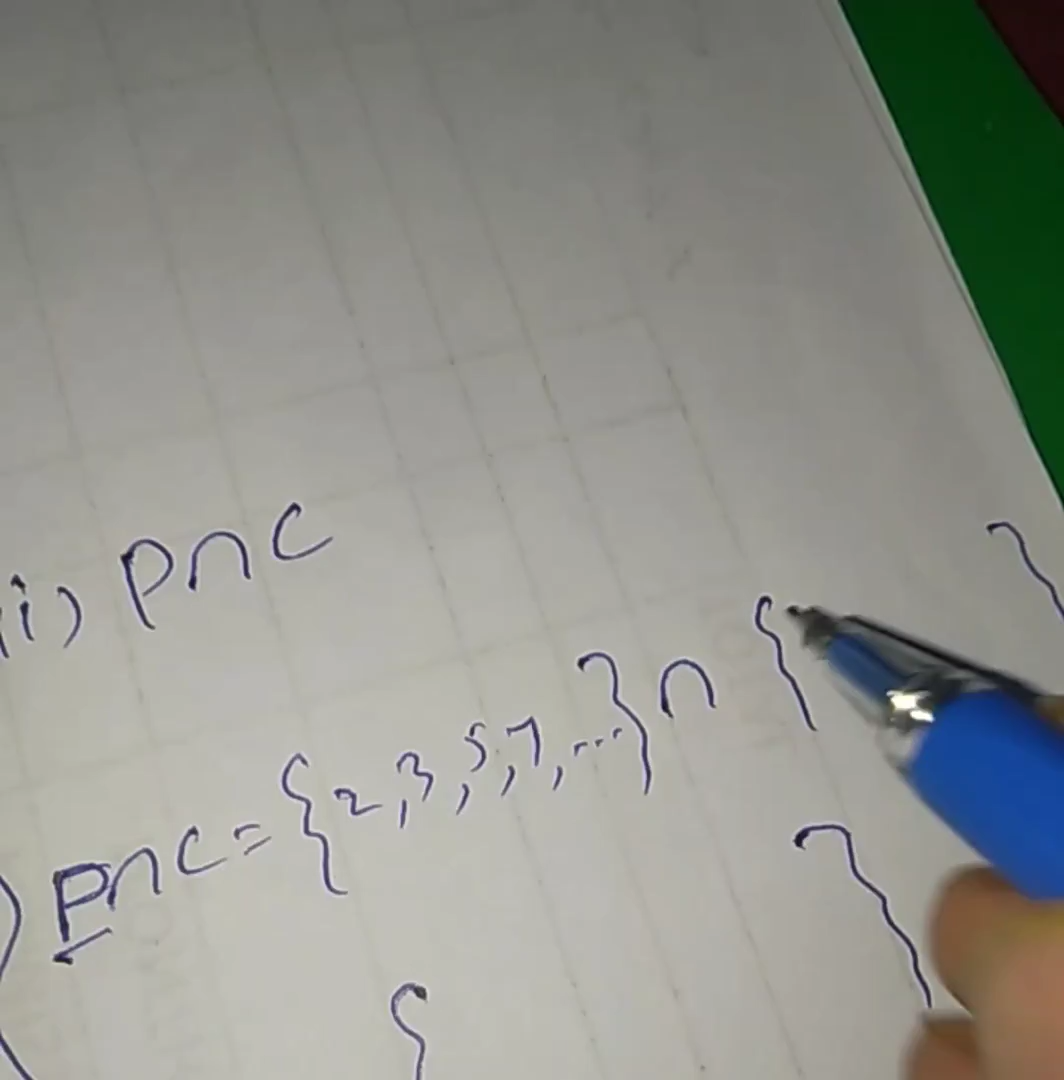 ii) P∩C
P∩C = {2,3,5,7,...} ∩ { }
{ }